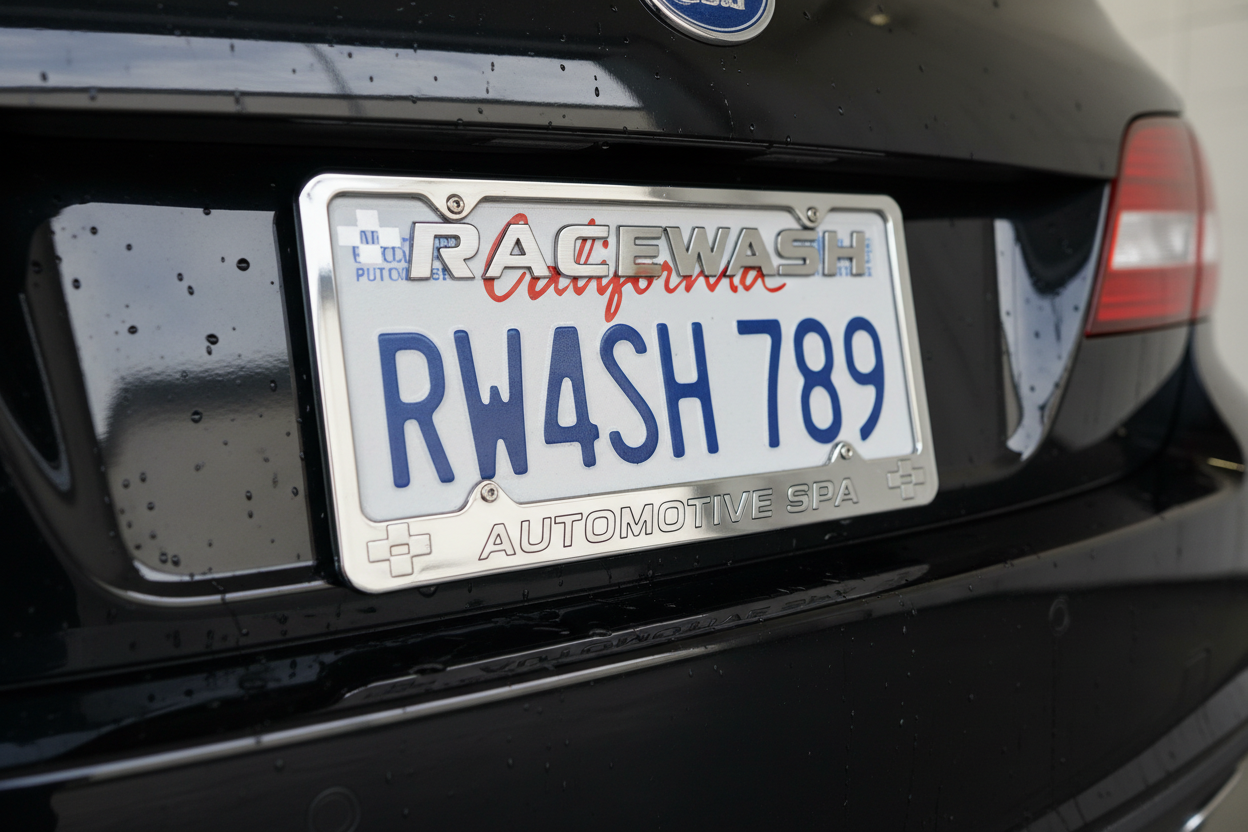 RACEWASH
California
RW4SH 789
AUTOMOTIVE SPA